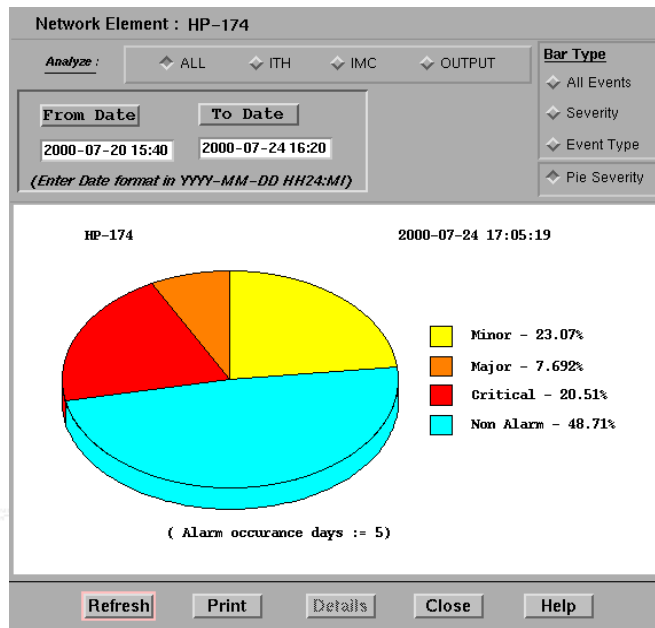 Network Element : HP-174
Analyze :
ALL
ITH
IMC
OUTPUT
Bar Type
All Events
Severity
Event Type
Pie Severity
From Date
To Date
2000-07-20 15:40
2000-07-24 16:20
(Enter Date format in YYYY-MM-DD HH24:MI)
HP-174
2000-07-24 17:05:19
Minor - 23.07%
Major - 7.692%
Critical - 20.51%
Non Alarm - 48.71%
( Alarm occurance days := 5)
Refresh
Print
Details
Close
Help